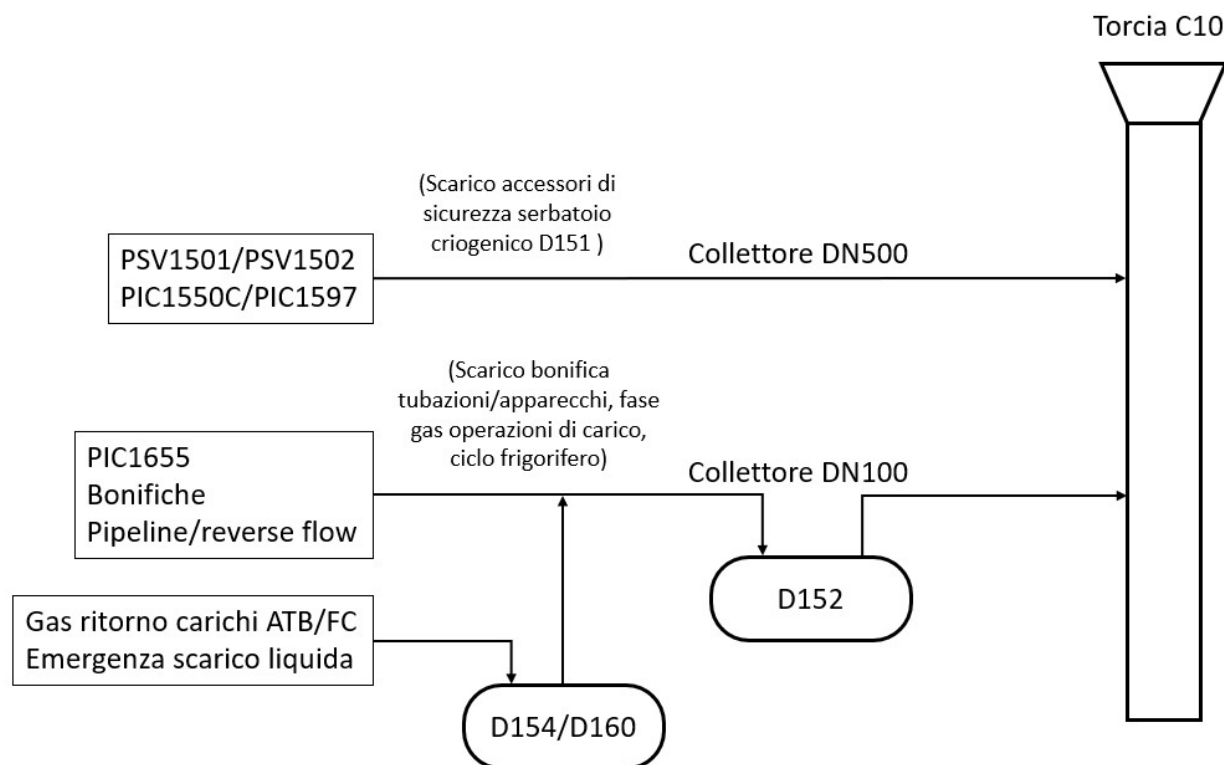 Torcia C10
(Scarico accessori di
sicurezza serbatoio
criogenico D151 )
PSV1501/PSV1502
PIC1550C/PIC1597
Collettore DN500
(Scarico bonifica
tubazioni/apparecchi, fase
gas operazioni di carico,
ciclo frigorifero)
PIC1655
Bonifiche
Pipeline/reverse flow
Collettore DN100
D152
Gas ritorno carichi ATB/FC
Emergenza scarico liquida
D154/D160